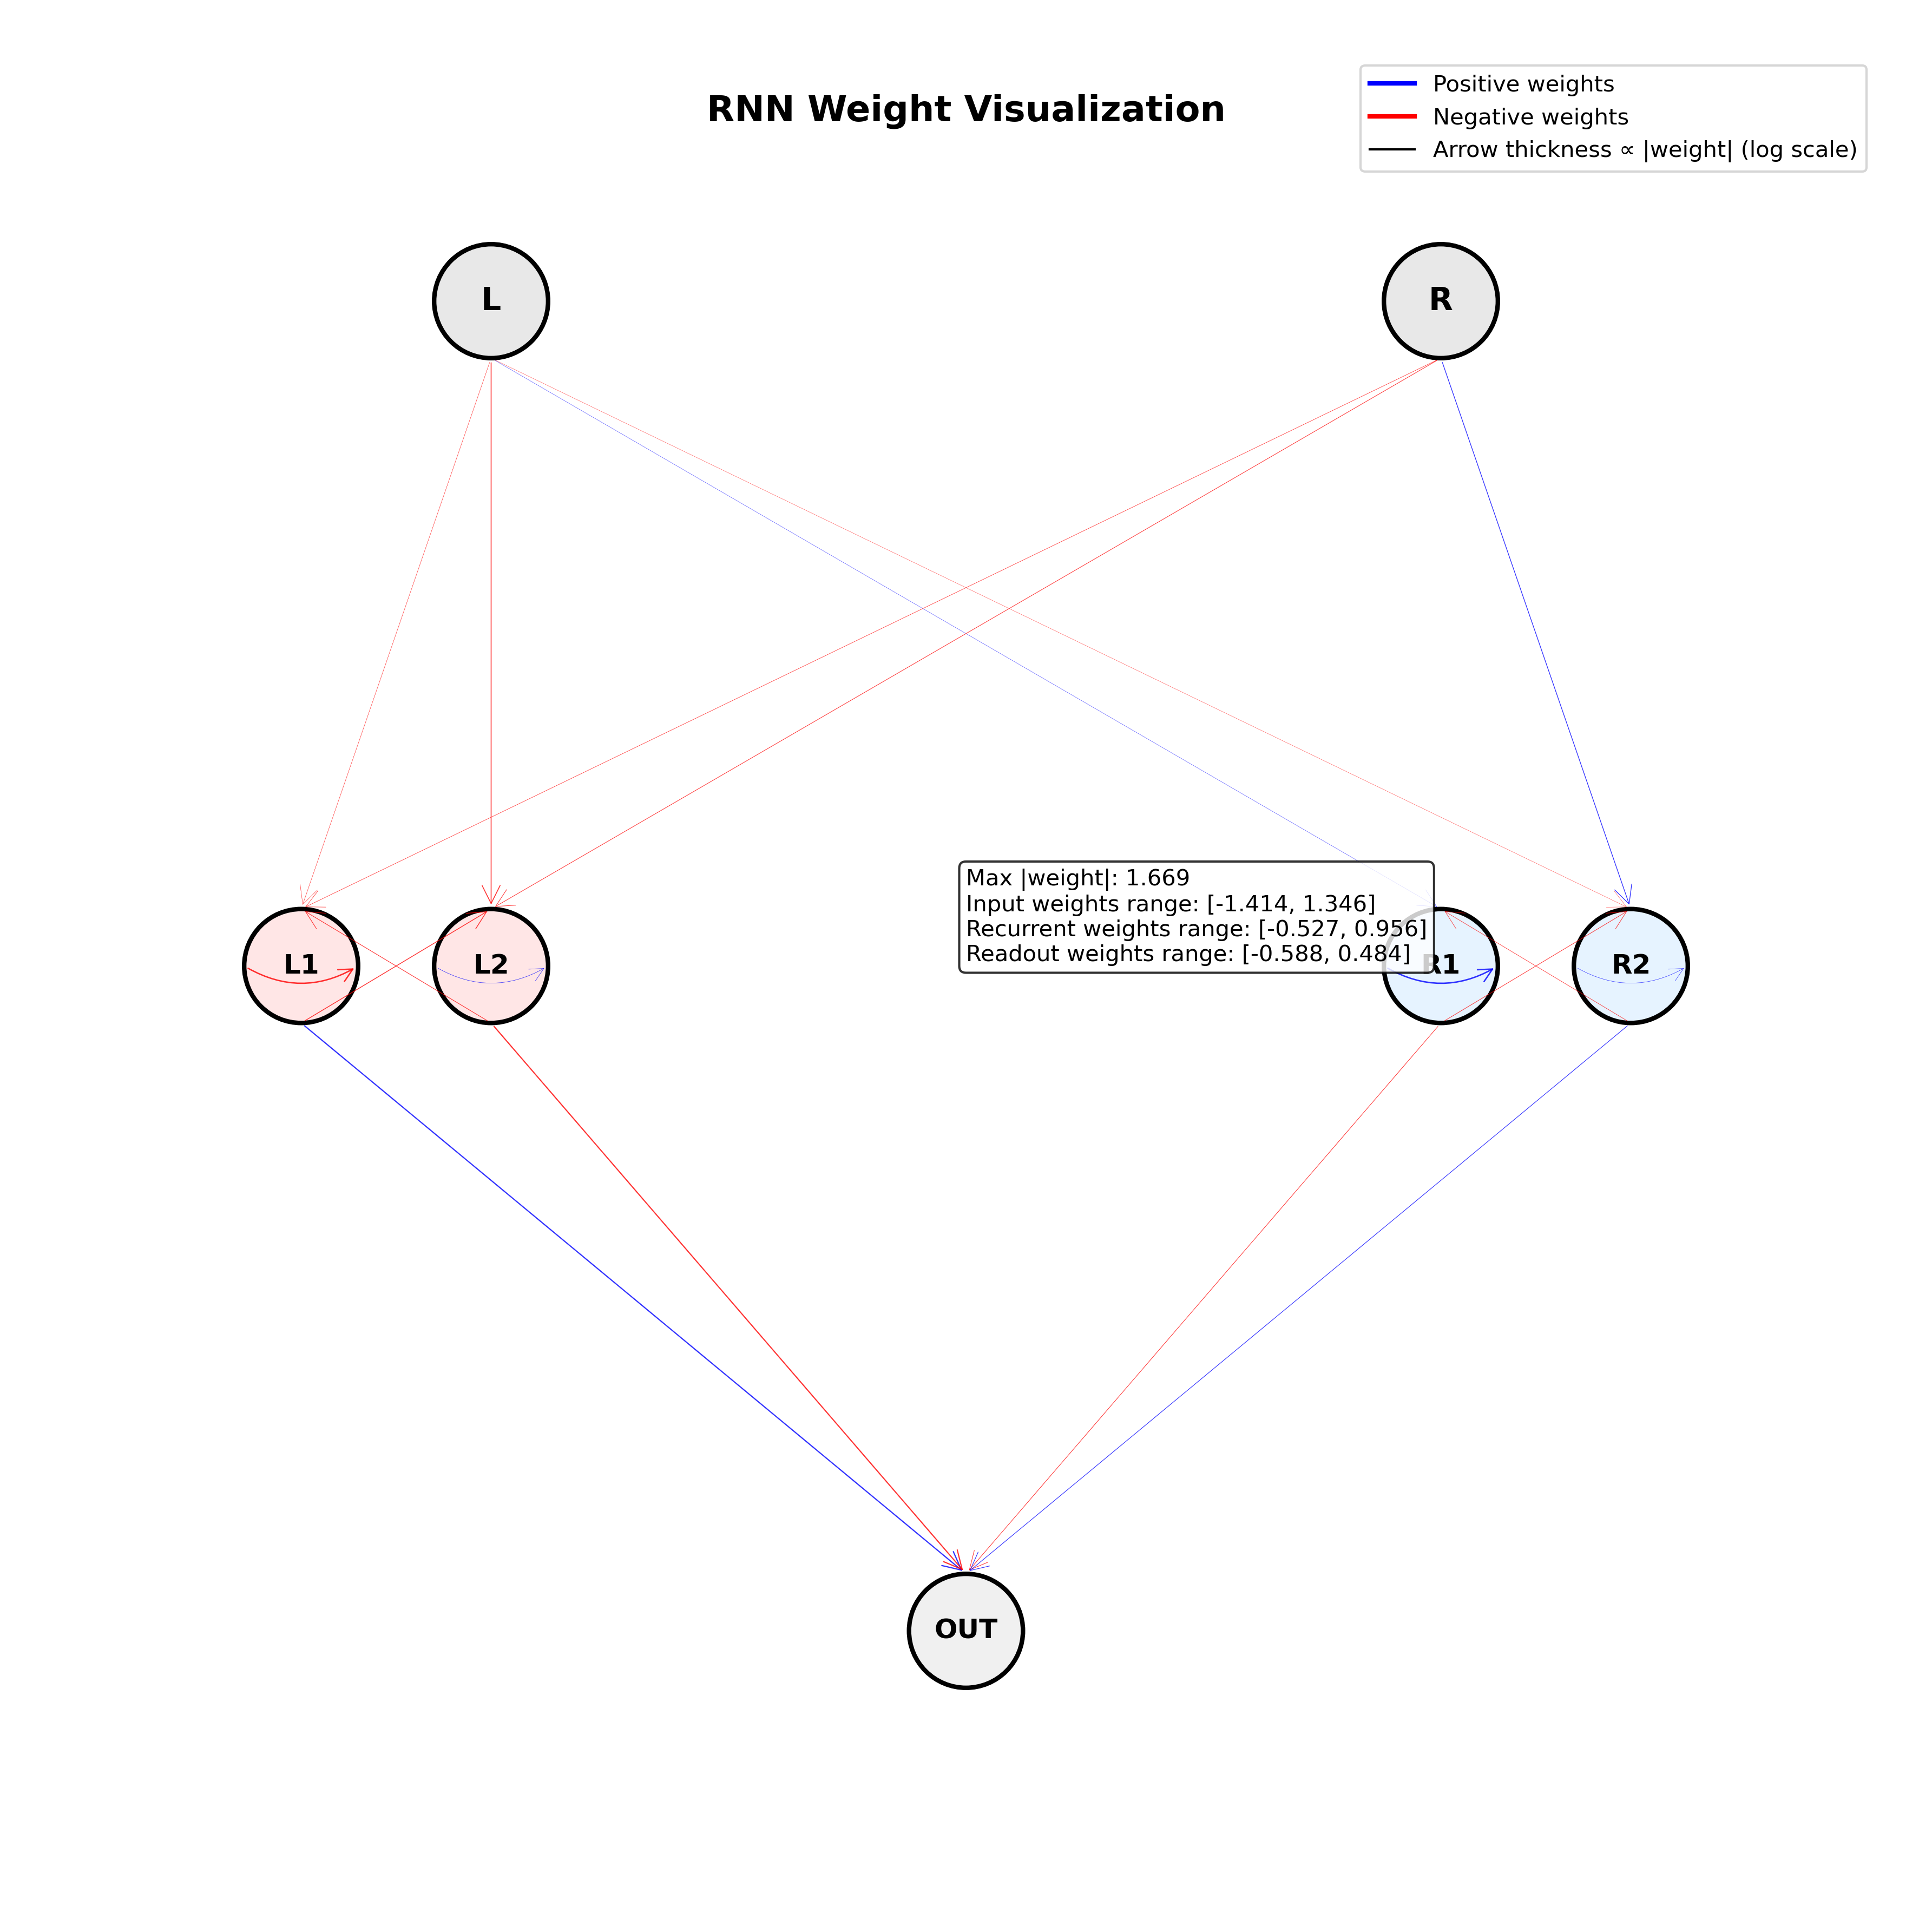 RNN Weight Visualization
Positive weights
Negative weights
Arrow thickness ∝ |weight| (log scale)
L
R
Max |weight|: 1.669
Input weights range: [-1.414, 1.346]
Recurrent weights range: [-0.527, 0.956]
Readout weights range: [-0.588, 0.484]
L1
L2
R1
R2
OUT